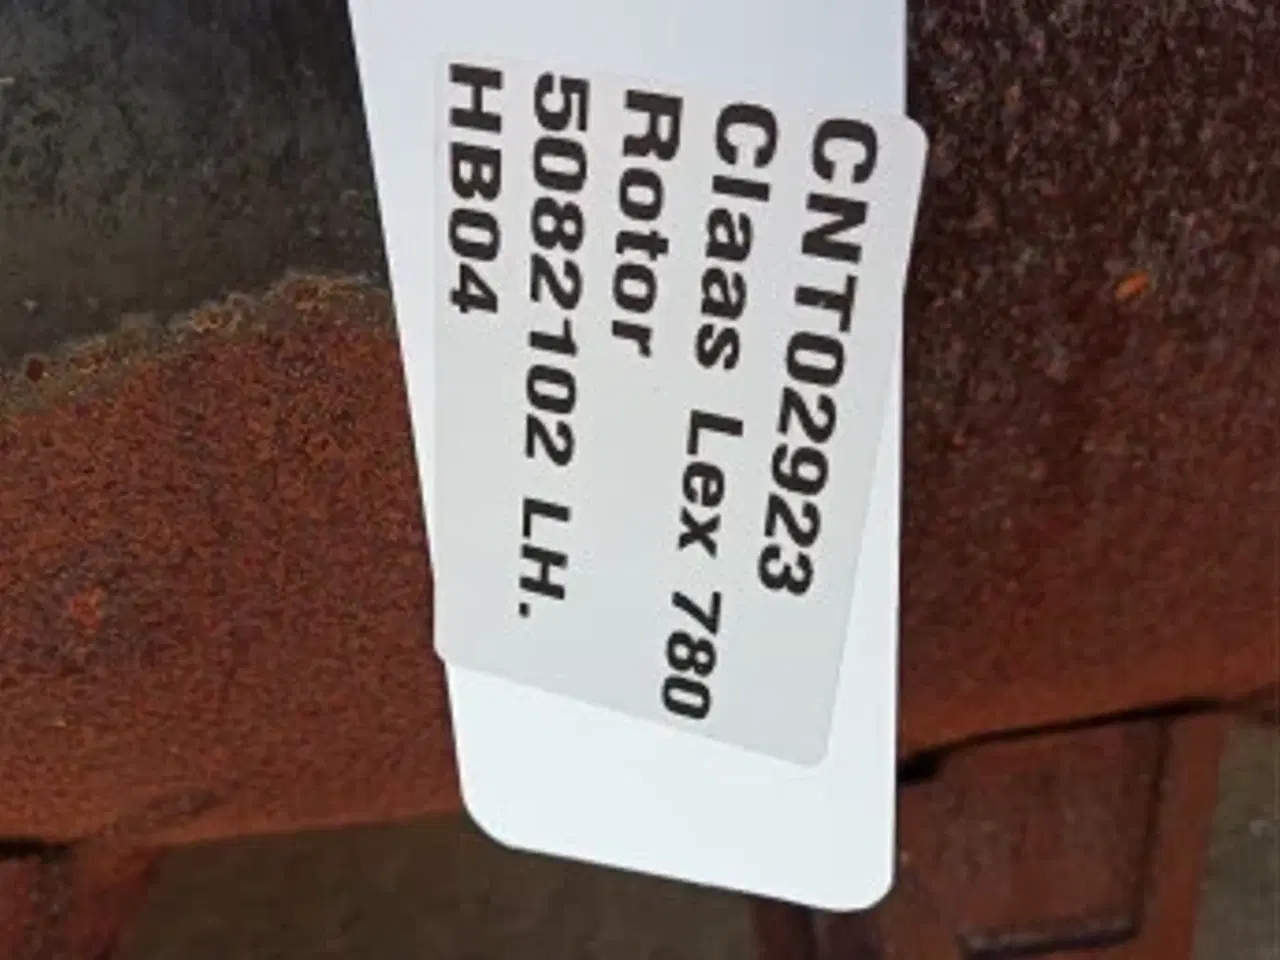 CNT02923
Claas Lex 780
Rotor
5082102 LH.
HB04